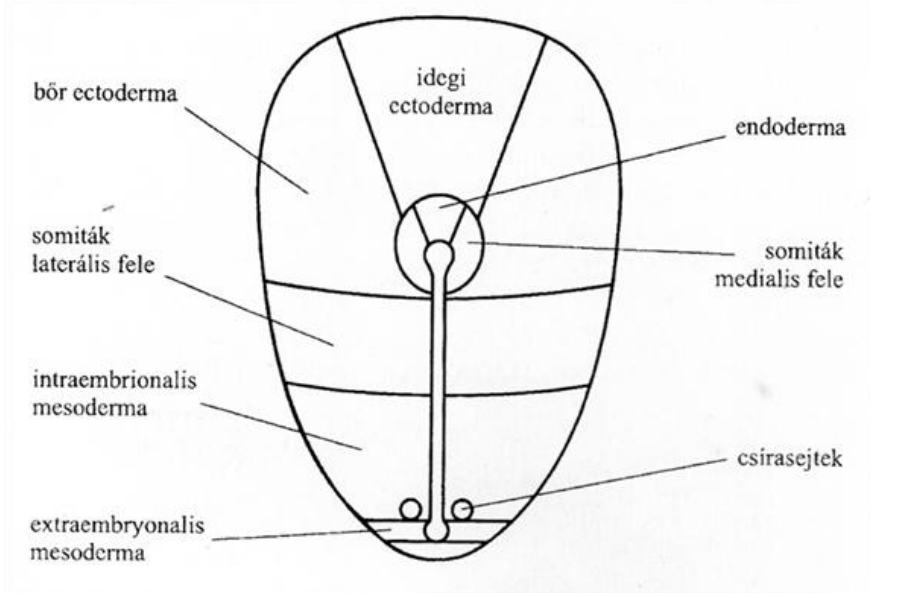 idegi
ectoderma
bőr ectoderma
endoderma
somiták
laterális fele
somiták
medialis fele
intraembrionalis
mesoderma
csírasejtek
extraembryonalis
mesoderma